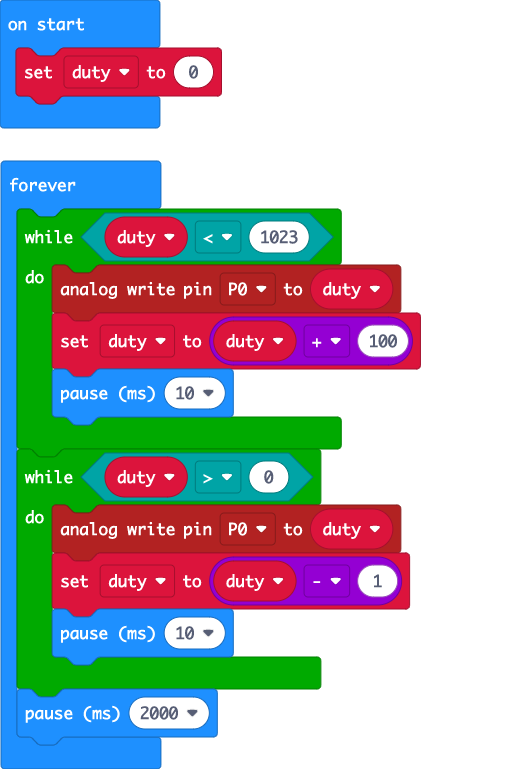 on start
set duty to 0
forever
while duty < 1023
do
analog write pin P0 to duty
set duty to duty + 100
pause (ms) 10
while duty > 0
do
analog write pin P0 to duty
set duty to duty - 1
pause (ms) 10
pause (ms) 2000